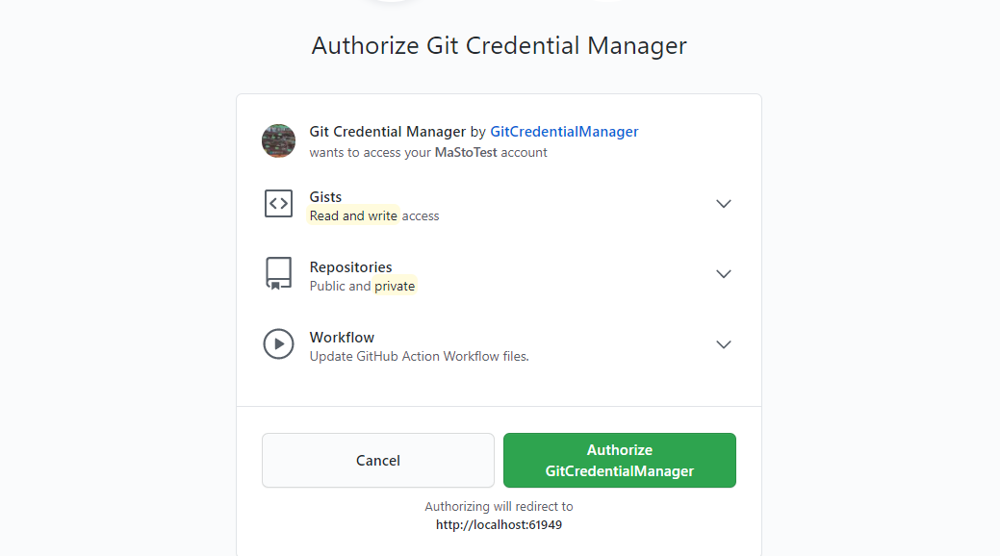 Authorize Git Credential Manager
Git Credential Manager by GitCredentialManager
wants to access your MaStoTest account
Gists
Read and write access
Repositories
Public and private
Workflow
Update GitHub Action Workflow files.
Cancel
Authorize
GitCredentialManager
Authorizing will redirect to
http://localhost:61949